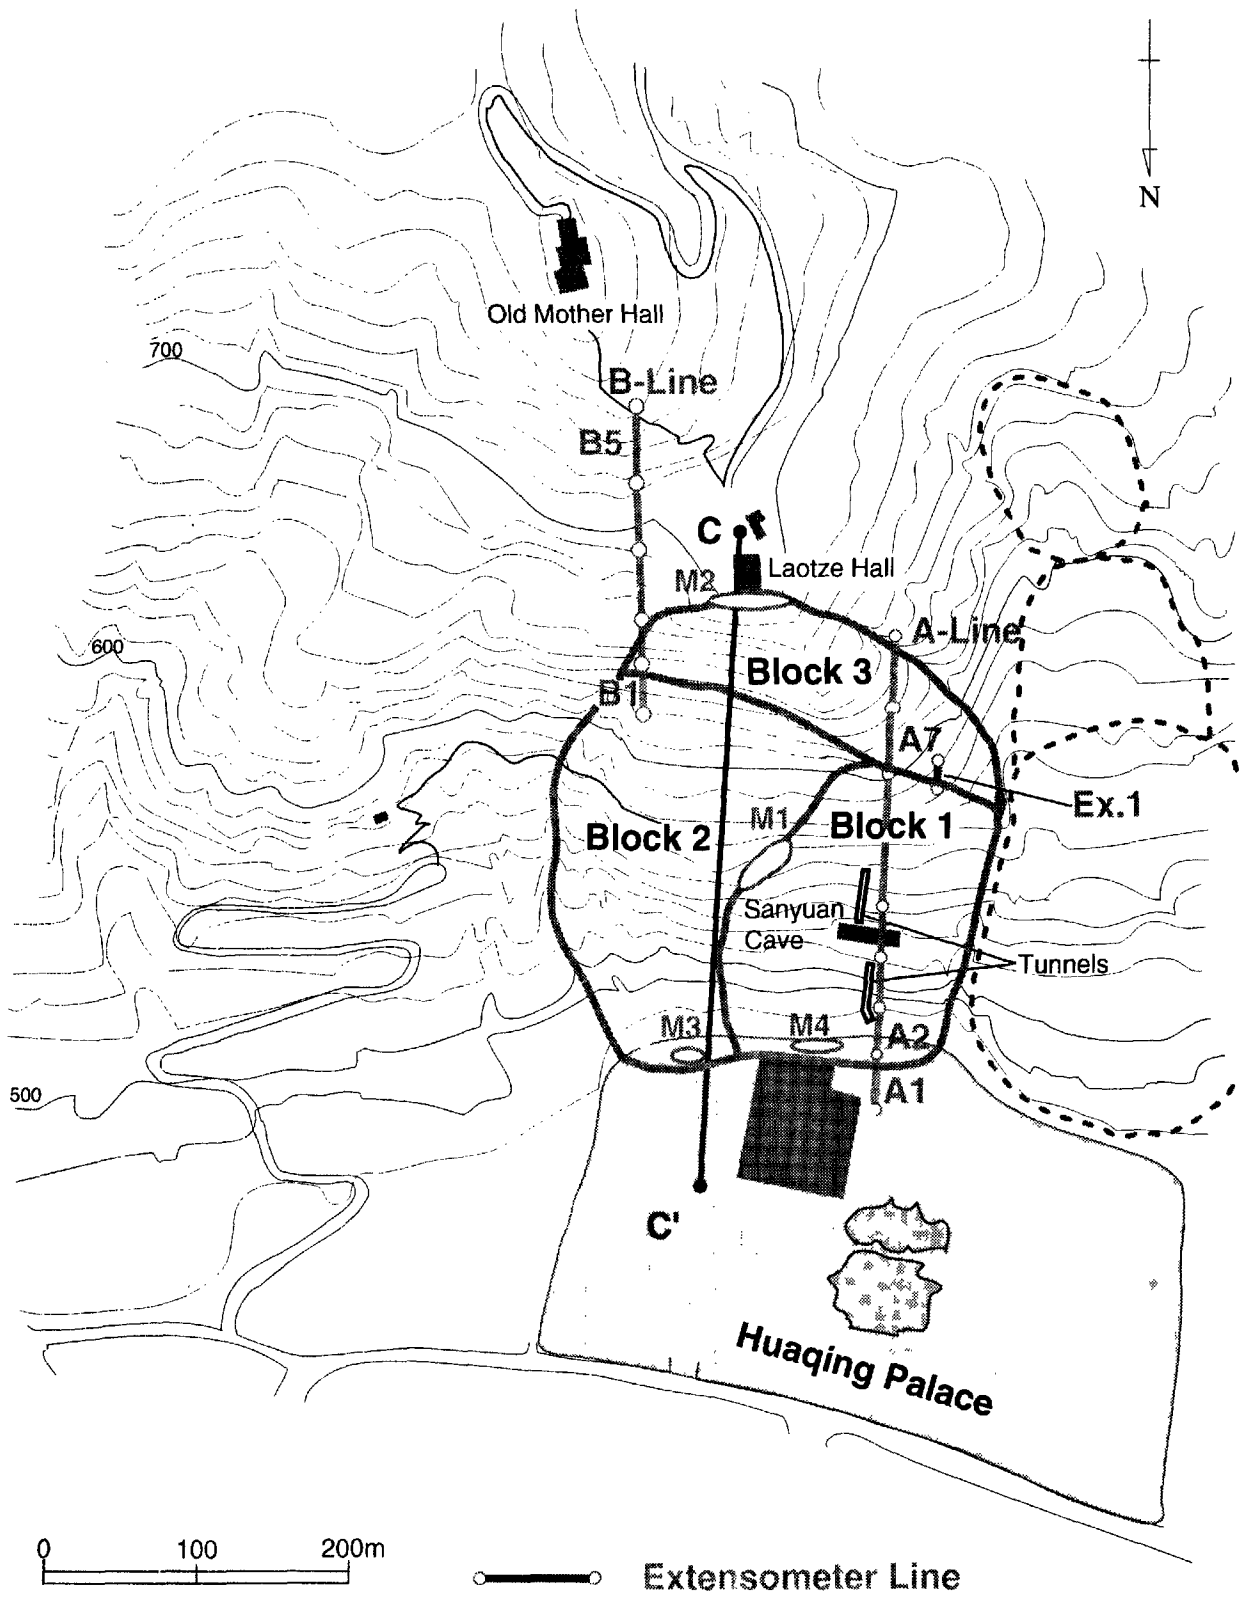 N
Old Mother Hall
700
B-Line
B5
C
Laotze Hall
M2
A-Line
600
Block 3
B1
A7
Ex.1
M1
Block 1
Block 2
Sanyuan
Cave
Tunnels
M3
M4
A2
A1
500
C'
Huaqing Palace
0 100 200m
Extensometer Line